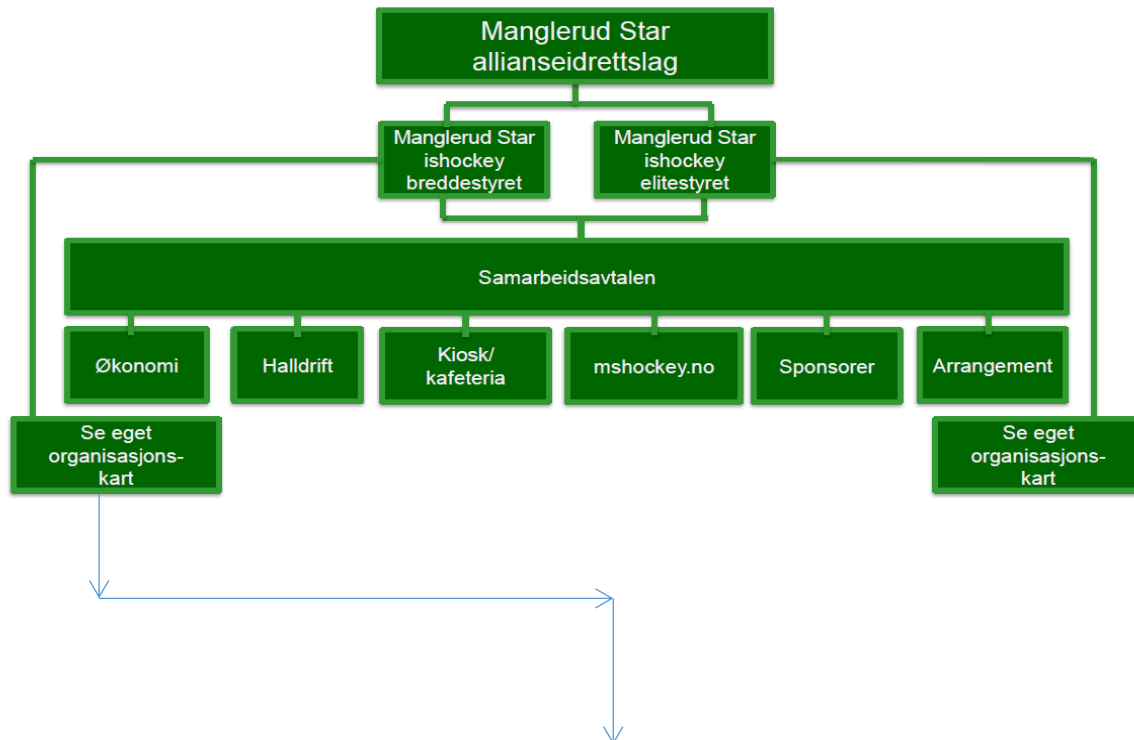 Manglerud Star
allianseidrettslag
Manglerud Star
ishockey
breddestyret
Manglerud Star
ishockey
elitestyret
Samarbeidsavtalen
Økonomi
Halldrift
Kiosk/
kafeteria
mshockey.no
Sponsorer
Arrangement
Se eget
organisasjons-
kart
Se eget
organisasjons-
kart